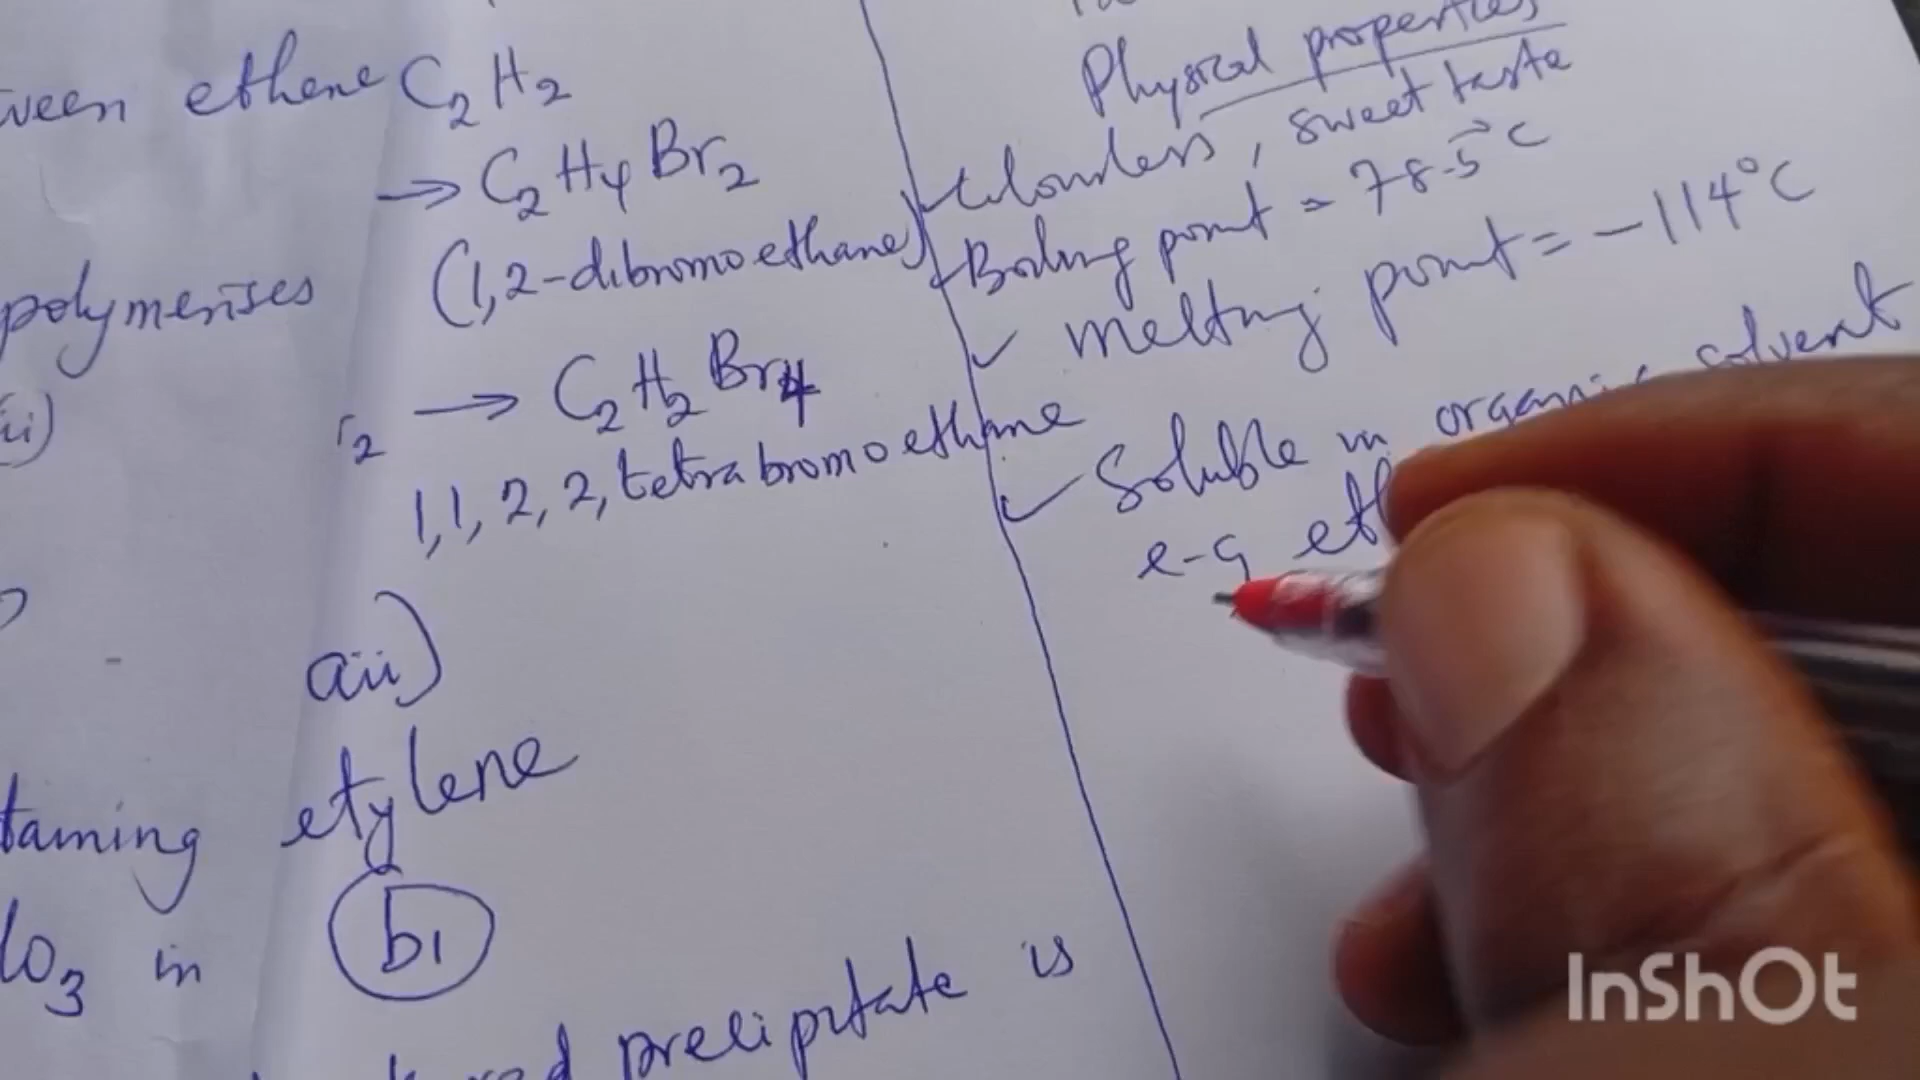 ween ethene C2H2
→ C2H4Br2
(1,2-dibromoethane)
polymerises
ii)
r2 → C2H2Br4
1,1,2,2, tetrabromoethane
aii)
etylene
taining
lO3 in
b1
red precipitate is
Physical properties
Colourless, sweet taste
Boiling point = 78.5°C
melting point = -114°C
Soluble in organic solvent
e-g eth
InShOt